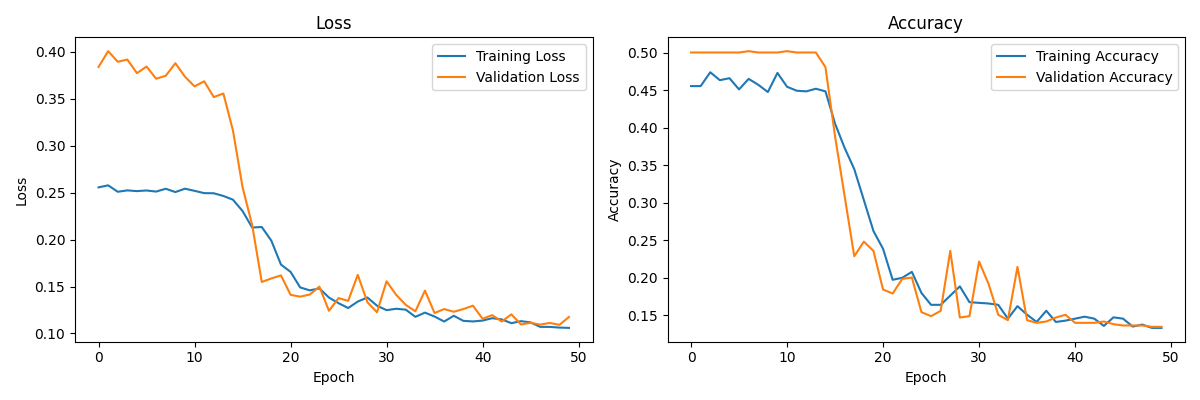 Loss
Training Loss
Validation Loss
0.40
0.35
0.30
0.25
0.20
0.15
0.10
Loss
0 10 20 30 40 50
Epoch
Accuracy
Training Accuracy
Validation Accuracy
0.50
0.45
0.40
0.35
0.30
0.25
0.20
0.15
Accuracy
0 10 20 30 40 50
Epoch